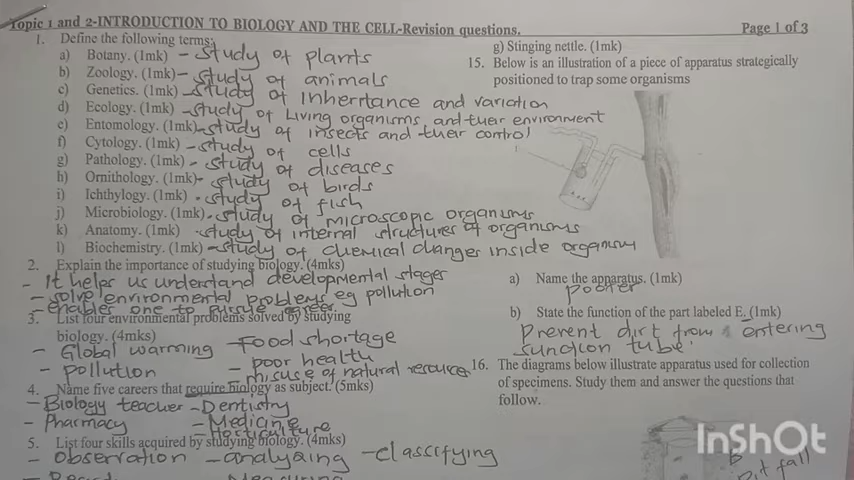 Topic 1 and 2-INTRODUCTION TO BIOLOGY AND THE CELL-Revision questions.
Page 1 of 3
1. Define the following terms:
a) Botany. (1mk) - study of plants
b) Zoology. (1mk) - study of animals
c) Genetics. (1mk) - study of inheritance and variation
d) Ecology. (1mk) - study of living organisms and their environment
e) Entomology. (1mk) - study of insects and their control
f) Cytology. (1mk) - study of cells
g) Pathology. (1mk) - study of diseases
h) Ornithology. (1mk) - study of birds
i) Ichthylogy. (1mk) - study of fish
j) Microbiology. (1mk) - study of microscopic organisms
k) Anatomy. (1mk) study of internal structures of organisms
l) Biochemistry. (1mk) - study of chemical changes inside organism
2. Explain the importance of studying biology. (4mks)
- It helps us understand developmental stages
- solve environmental problems eg pollution
- enables one to pursue career.
3. List four environmental problems solved by studying
biology. (4mks) - Food shortage
- Global warming - poor health
- pollution - misuse of natural resources
4. Name five careers that require biology as subject. (5mks)
- Biology teacher - Dentistry
- Pharmacy - Medicine
- Horticulture
5. List four skills acquired by studying biology. (4mks)
- observation - analyzing - classifying
g) Stinging nettle. (1mk)
15. Below is an illustration of a piece of apparatus strategically
positioned to trap some organisms
a) Name the apparatus. (1mk)
pooter
b) State the function of the part labeled E. (1mk)
Prevent dirt from entering
suncion tube.
16. The diagrams below illustrate apparatus used for collection
of specimens. Study them and answer the questions that
follow.
pit fall
InShOt